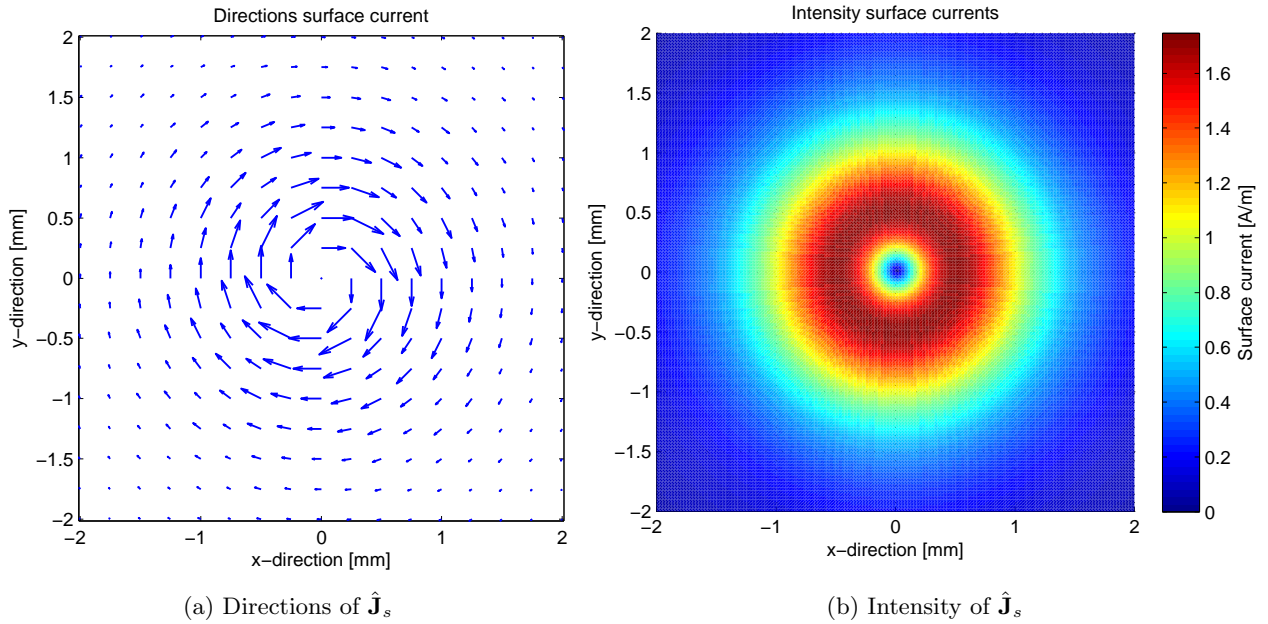 Directions surface current
2
1.5
1
0.5
0
−0.5
−1
−1.5
−2
y−direction [mm]
−2 −1 0 1 2
x−direction [mm]
(a) Directions of Ĵs
Intensity surface currents
2
1.5
1
0.5
0
−0.5
−1
−1.5
−2
y−direction [mm]
−2 −1 0 1 2
x−direction [mm]
1.6
1.4
1.2
1
0.8
0.6
0.4
0.2
0
Surface current [A/m]
(b) Intensity of Ĵs